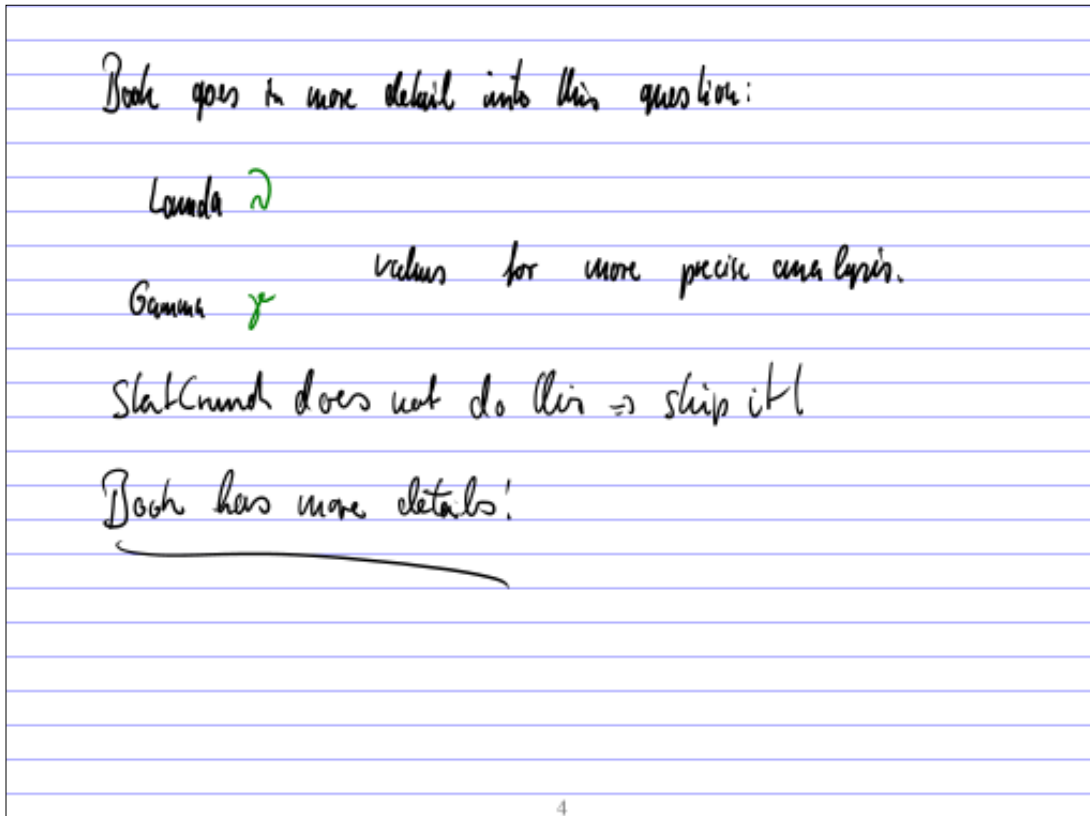 Book goes in more detail into this question:
Lamda λ
values for more precise analysis.
Gamma γ
StatCrunch does not do this => skip it!
Book has more details!
4